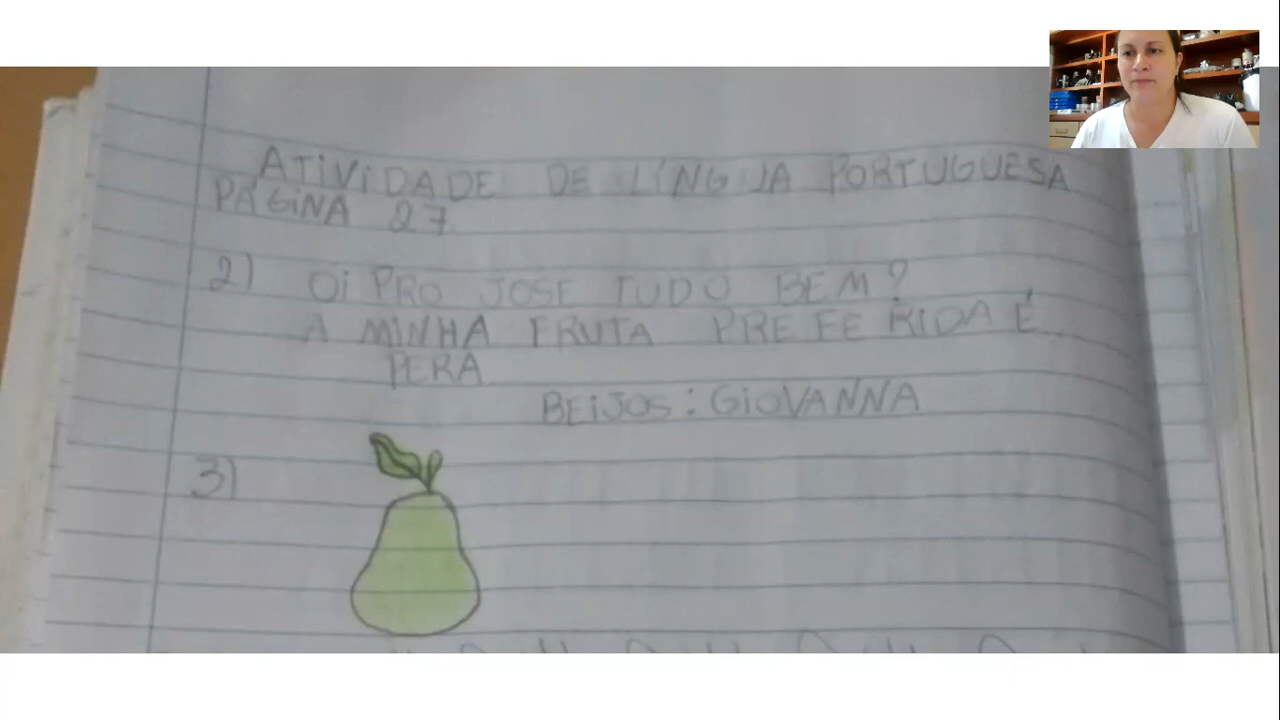 ATIVIDADE DE LÍNGUA PORTUGUESA
PÁGINA 27
2) OI PRO JOSE TUDO BEM?
A MINHA FRUTA PREFERIDA É
PERA
BEIJOS: GIOVANNA
3)